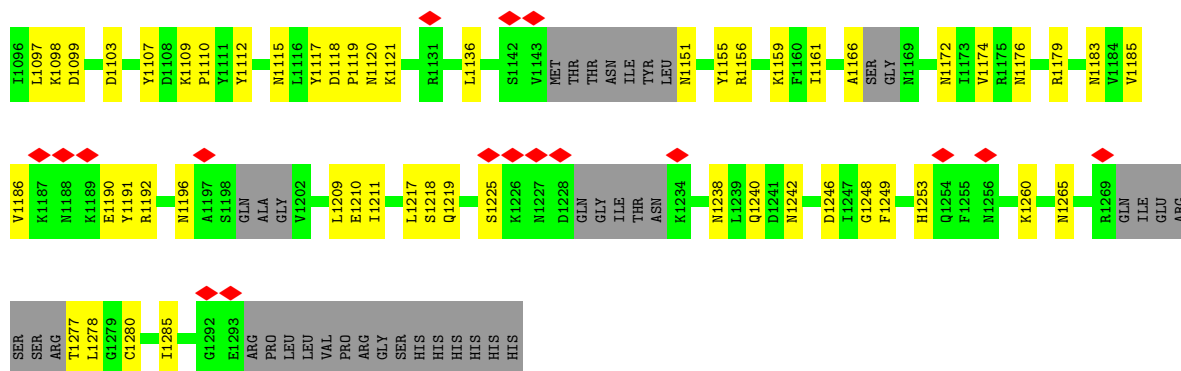 I1096 L1097 K1098 D1099 D1103 Y1107 D1108 K1109 P1110 Y1111 Y1112 N1115 L1116 Y1117 D1118 P1119 N1120 K1121 R1131 L1136 S1142 V1143 MET THR THR ASN ILE TYR LEU N1151 Y1155 R1156 K1159 F1160 I1161 A1166 SER GLY N1169 N1172 I1173 V1174 R1175 N1176 R1179 N1183 V1184 V1185
V1186 K1187 N1188 K1189 E1190 Y1191 R1192 N1196 A1197 S1198 GLN ALA GLY V1202 L1209 E1210 I1211 L1217 S1218 Q1219 S1225 K1226 N1227 D1228 GLN GLY ILE THR ASN K1234 N1238 L1239 Q1240 D1241 N1242 D1246 I1247 G1248 F1249 H1253 Q1254 F1255 N1256 K1260 N1265 R1269 GLN ILE GLU ARG
SER SER ARG T1277 L1278 G1279 C1280 I1285 G1292 E1293 ARG PRO LEU LEU VAL PRO ARG GLY SER HIS HIS HIS HIS HIS HIS